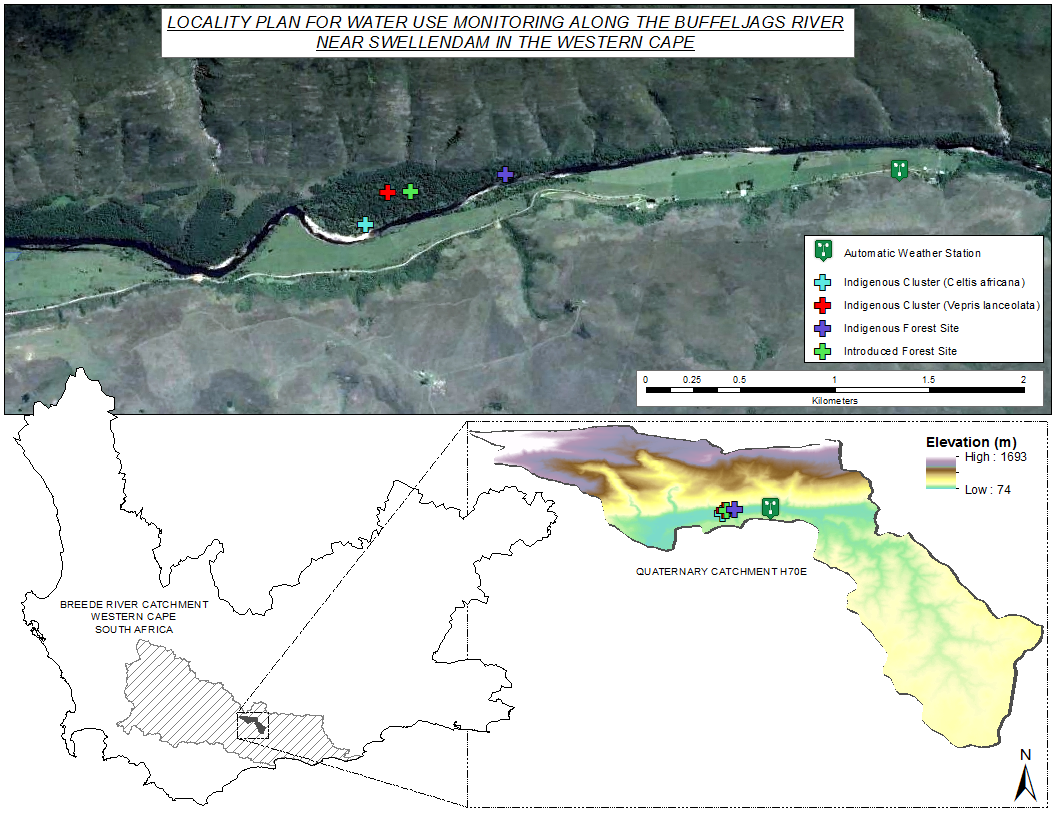 LOCALITY PLAN FOR WATER USE MONITORING ALONG THE BUFFELJAGS RIVER
NEAR SWELLENDAM IN THE WESTERN CAPE
Automatic Weather Station
Indigenous Cluster (Celtis africana)
Indigenous Cluster (Vepris lanceolata)
Indigenous Forest Site
Introduced Forest Site
0 0.25 0.5 1 1.5 2
Kilometers
Elevation (m)
High : 1693
Low : 74
QUATERNARY CATCHMENT H70E
BREEDE RIVER CATCHMENT
WESTERN CAPE
SOUTH AFRICA
N